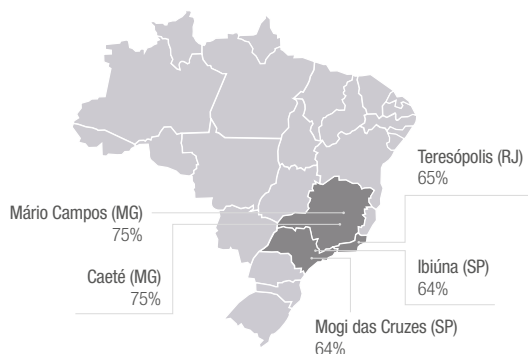 Teresópolis (RJ)
65%
Mário Campos (MG)
75%
Caeté (MG)
75%
Ibiúna (SP)
64%
Mogi das Cruzes (SP)
64%